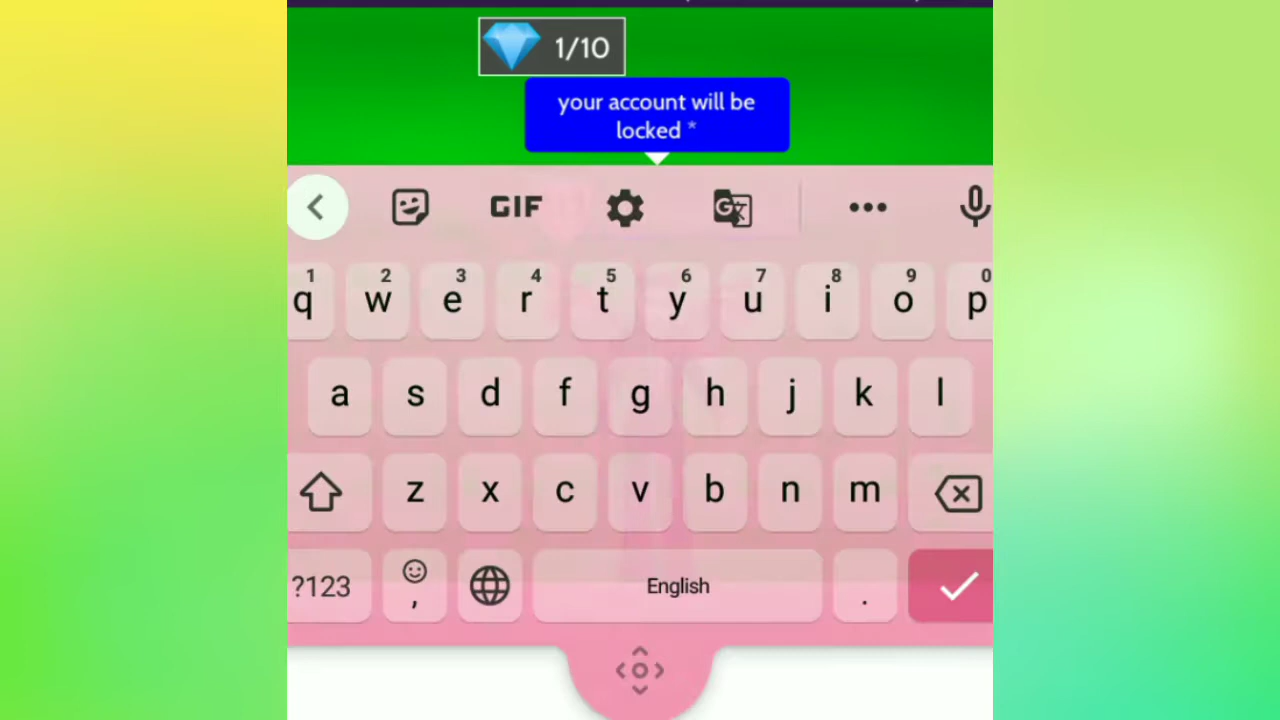 1/10
your account will be
locked *
GIF
G
1 2 3 4 5 6 7 8 9 0
q w e r t y u i o p
a s d f g h j k l
z x c v b n m
?123 , English .